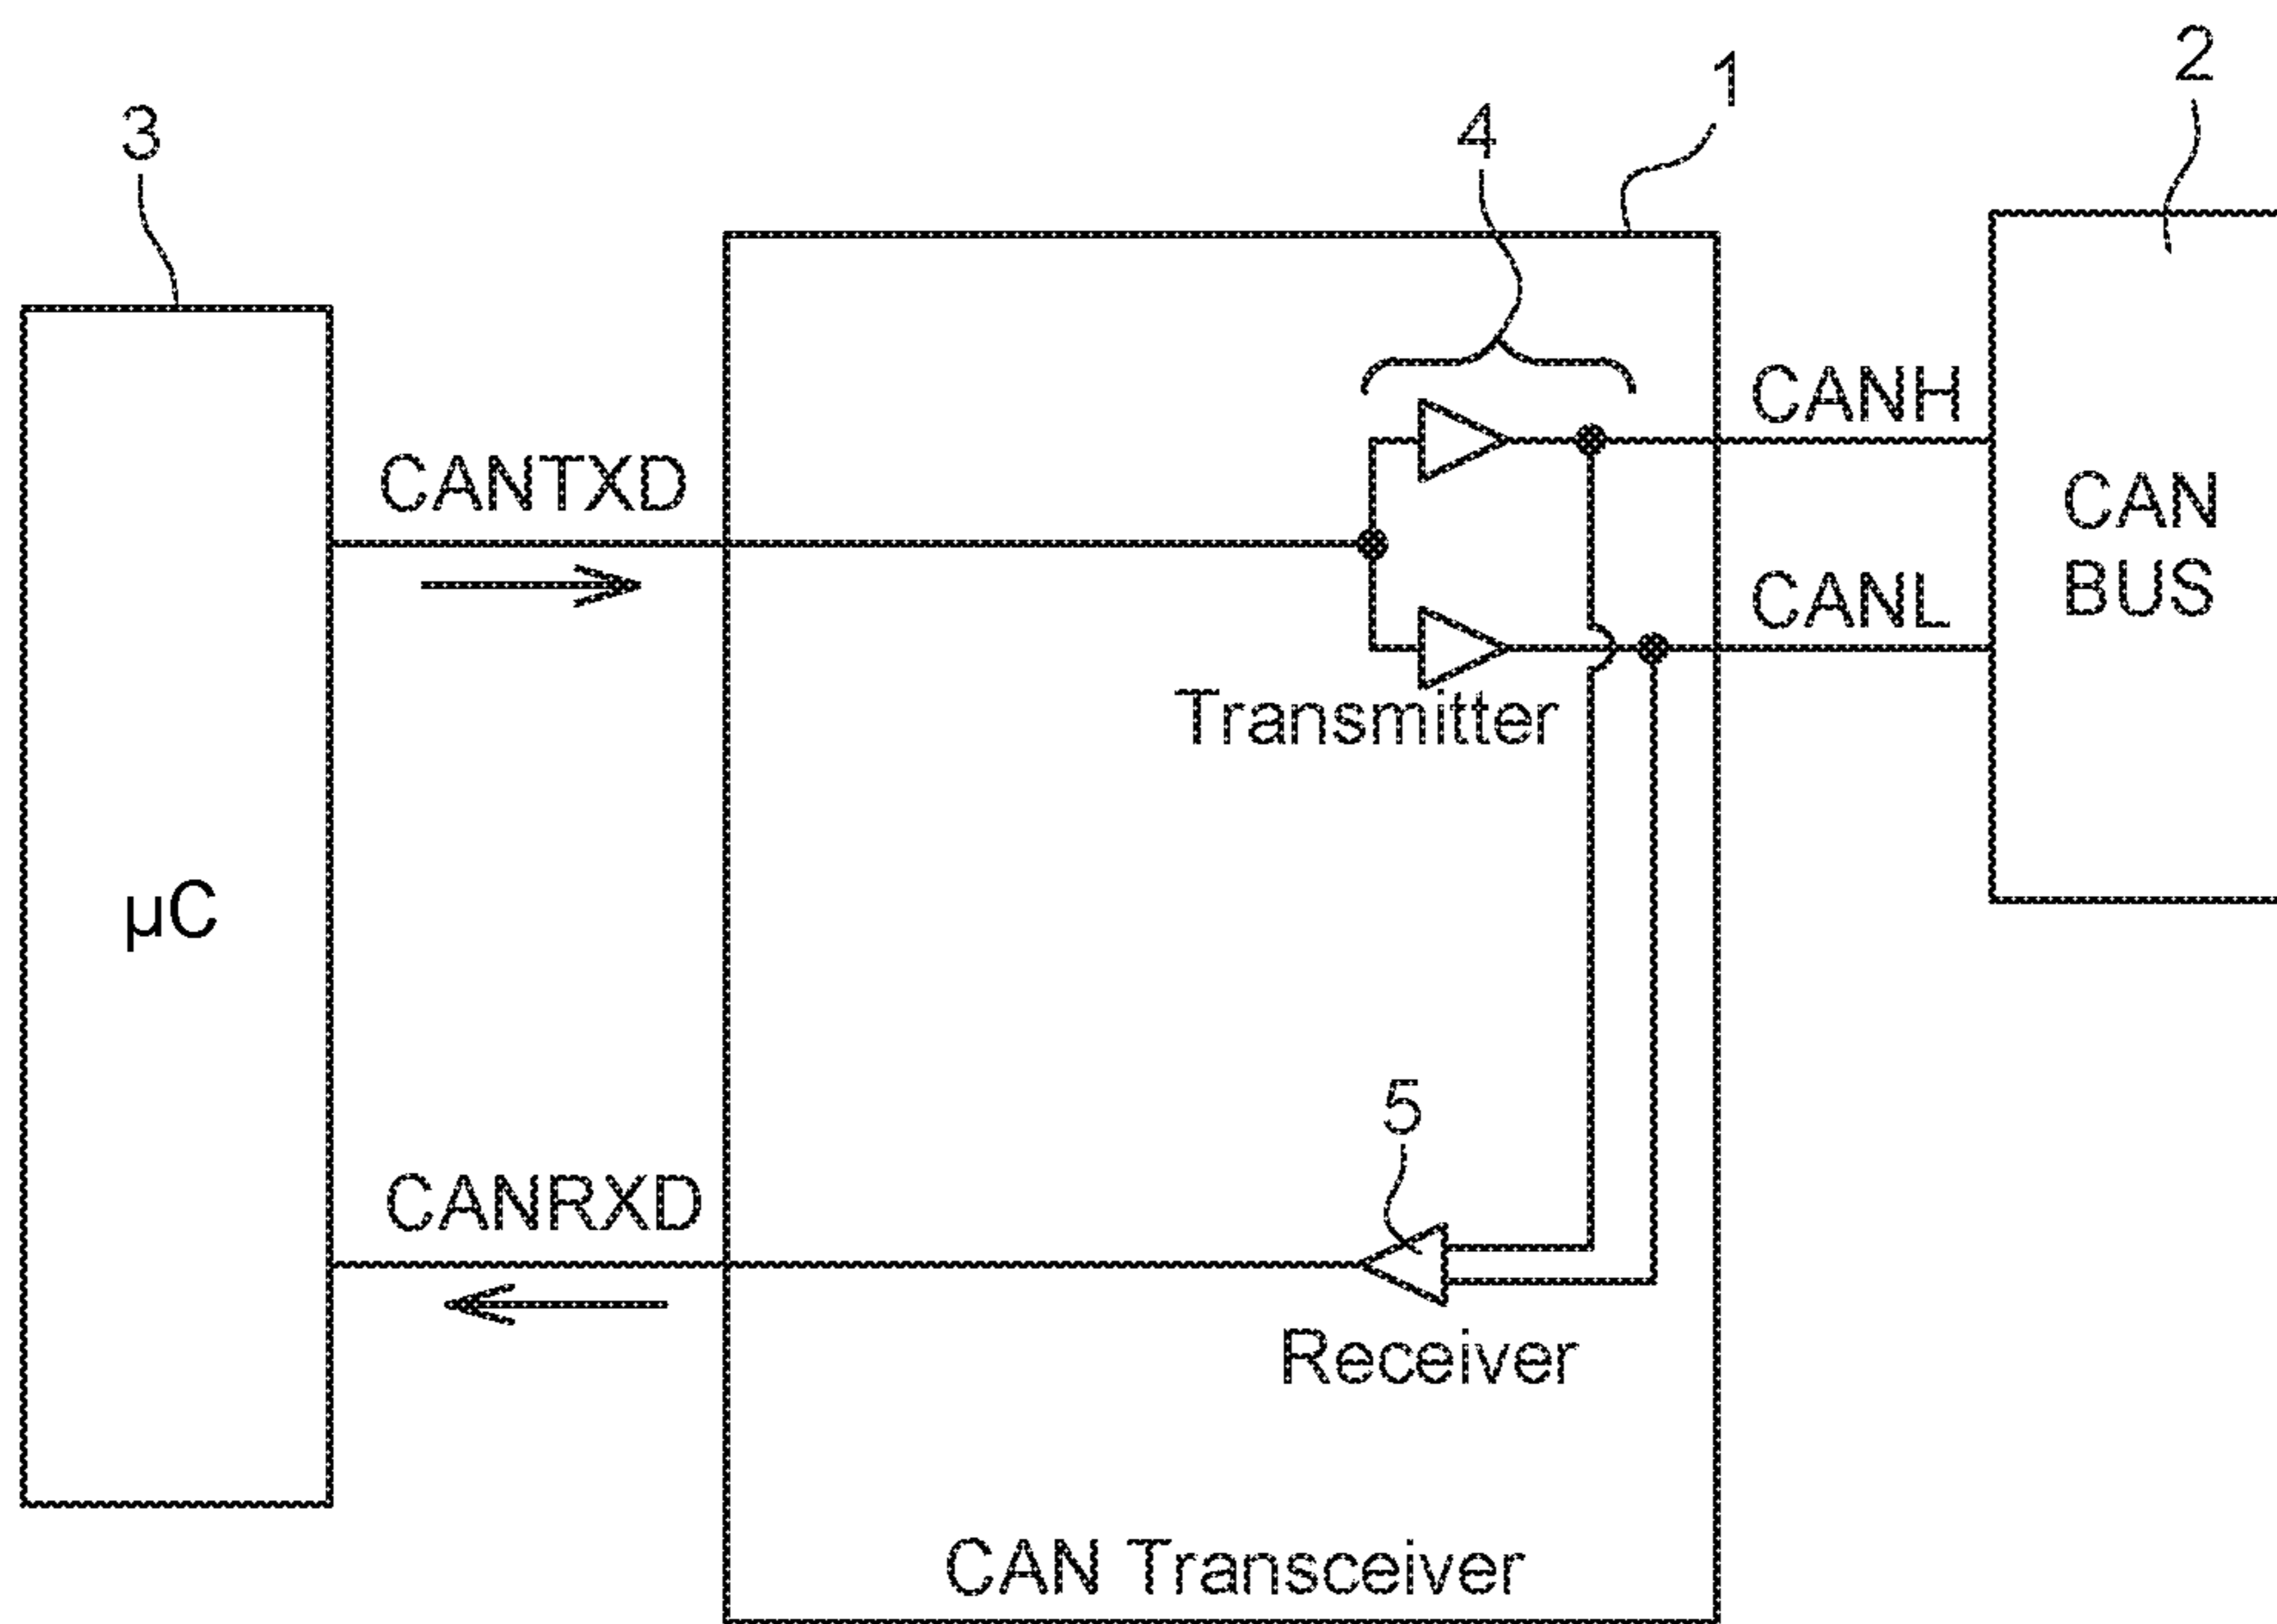 1
2
3
4
CANH
CANTXD
CAN
BUS
CANL
Transmitter
µC
5
CANRXD
Receiver
CAN Transceiver